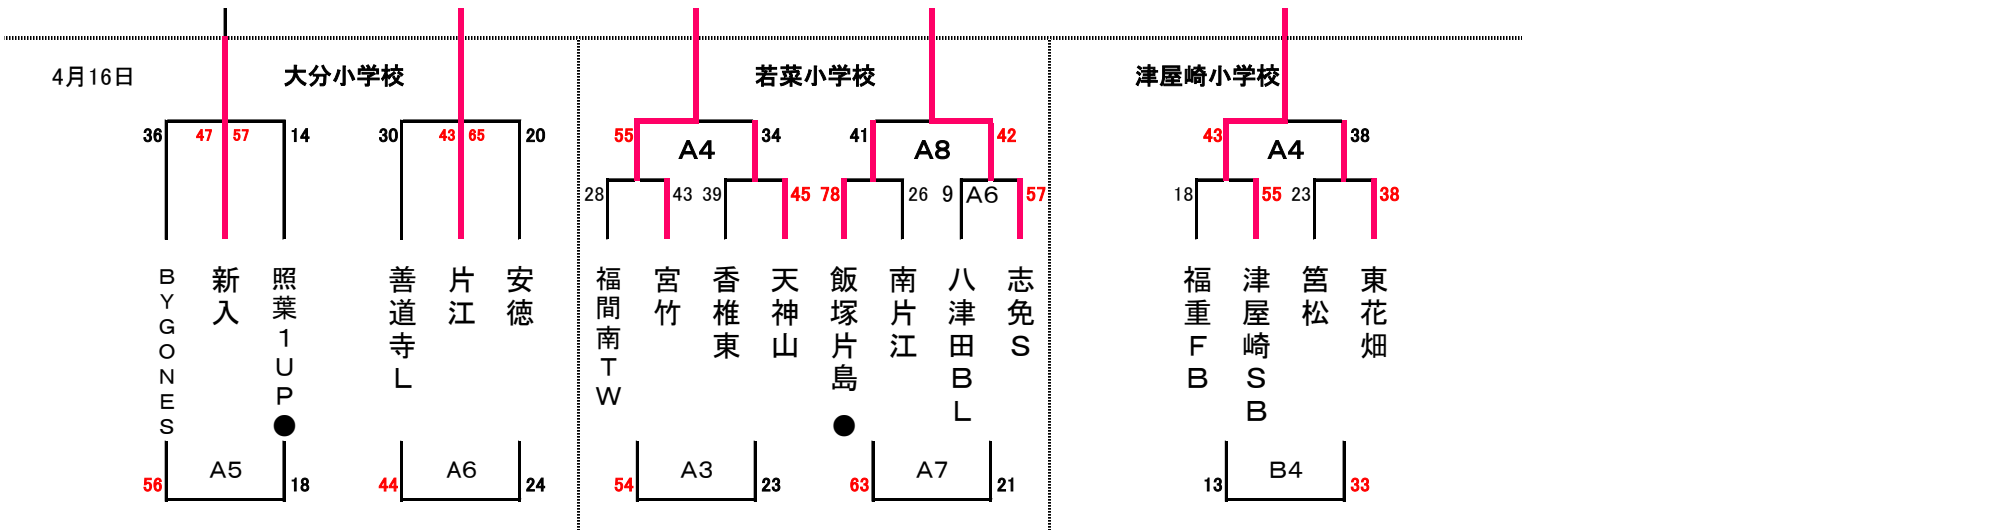 4月16日 大分小学校 若菜小学校 津屋崎小学校
36 47 57 14 30 43 65 20 55 34 41 42 43 38
A4 A8 A4
28 43 39 45 78 26 9 A6 57 18 55 23 38
BYGONES
新入
照葉1UP●
善道寺L
片江
安徳
福間南TW
宮竹
香椎東
天神山
飯塚片島●
南片江
八津田BL
志免S
福重FB
津屋崎SB
筥松
東花畑
56 A5 18 44 A6 24 54 A3 23 63 A7 21 13 B4 33